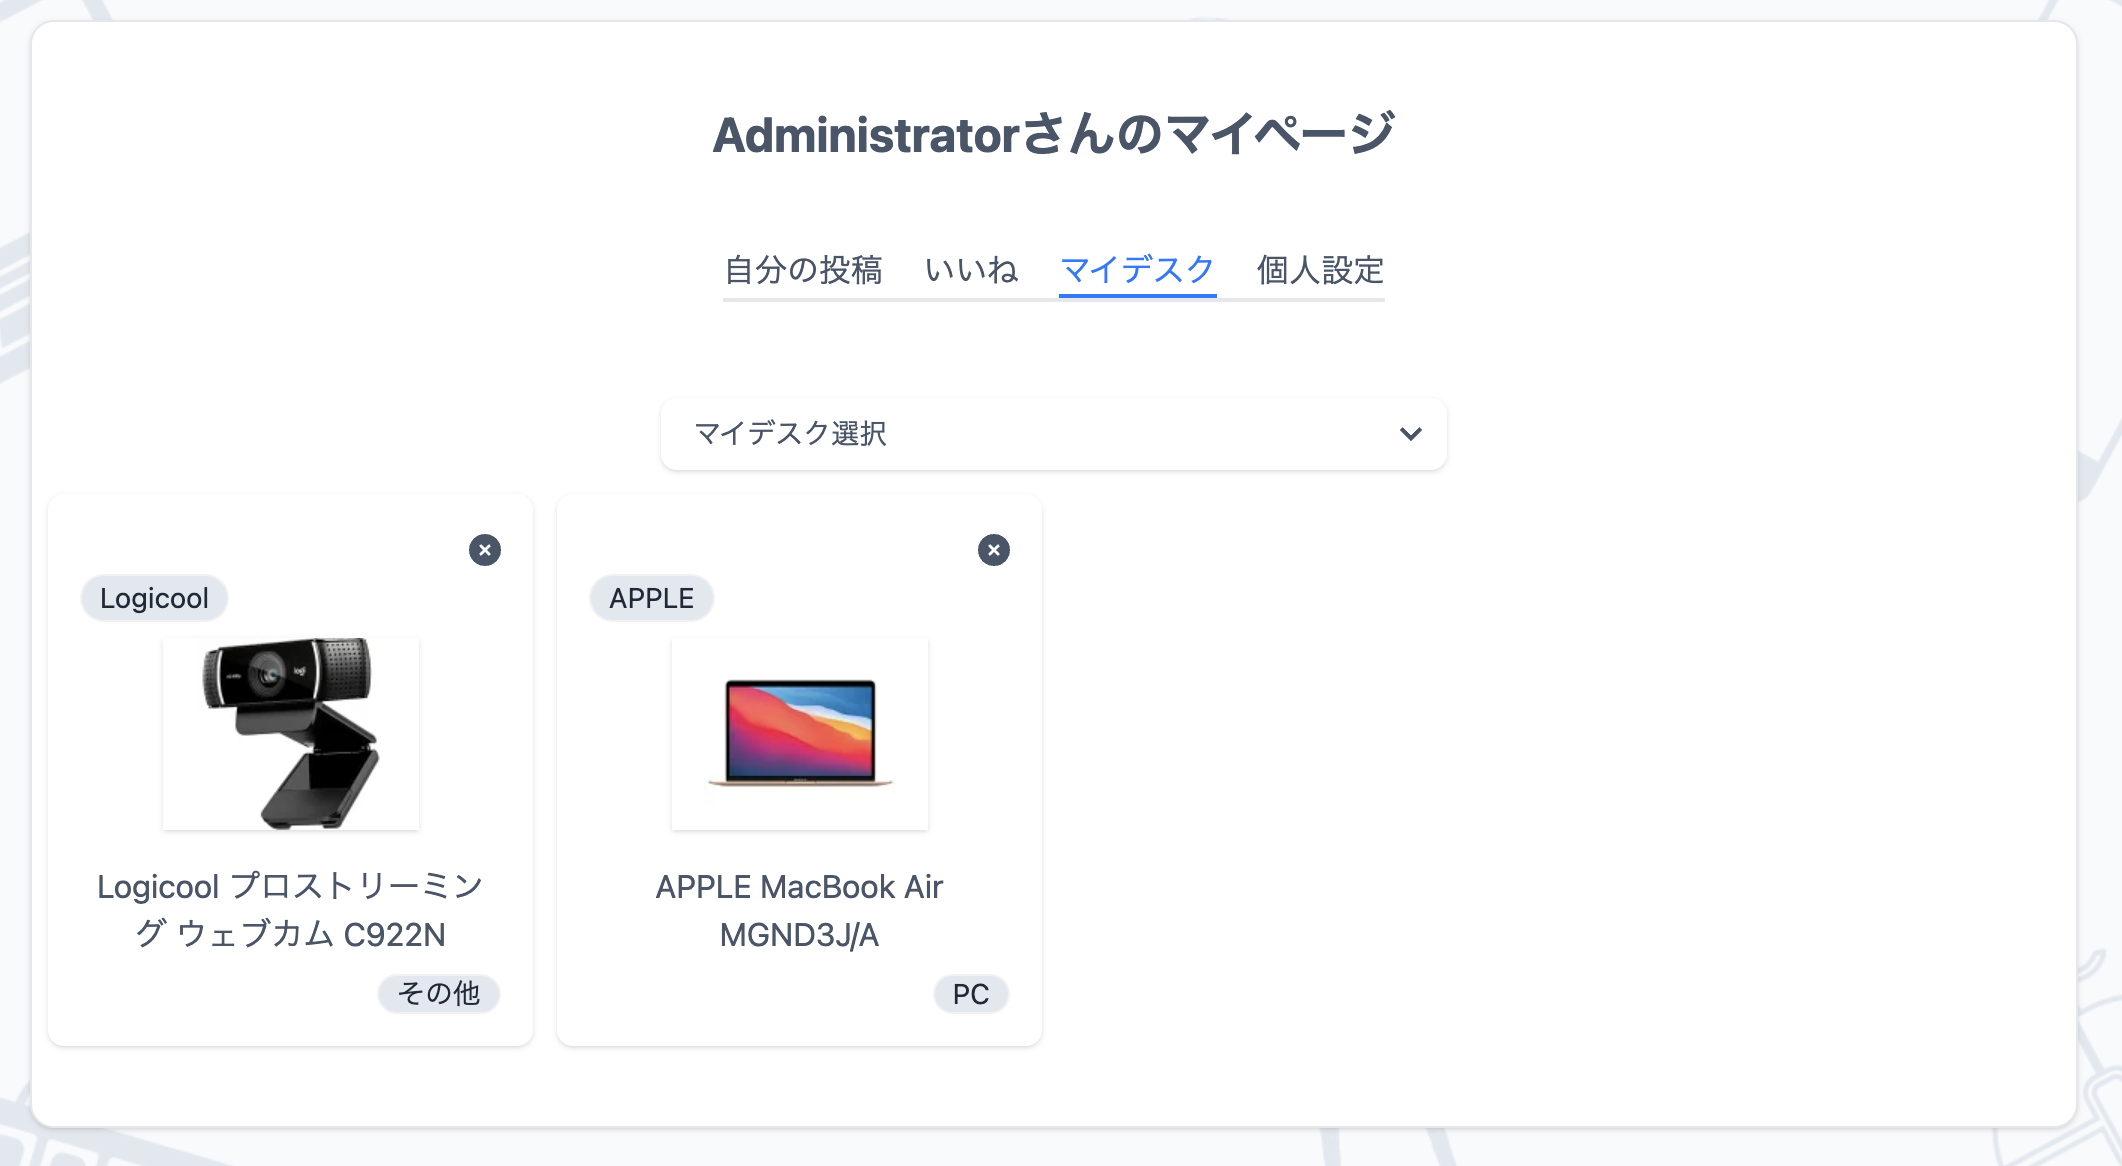 Administratorさんのマイページ
自分の投稿 いいね マイデスク 個人設定
マイデスク選択
Logicool
logi
Logicool プロストリーミン
グ ウェブカム C922N
その他
APPLE
APPLE MacBook Air
MGND3J/A
PC